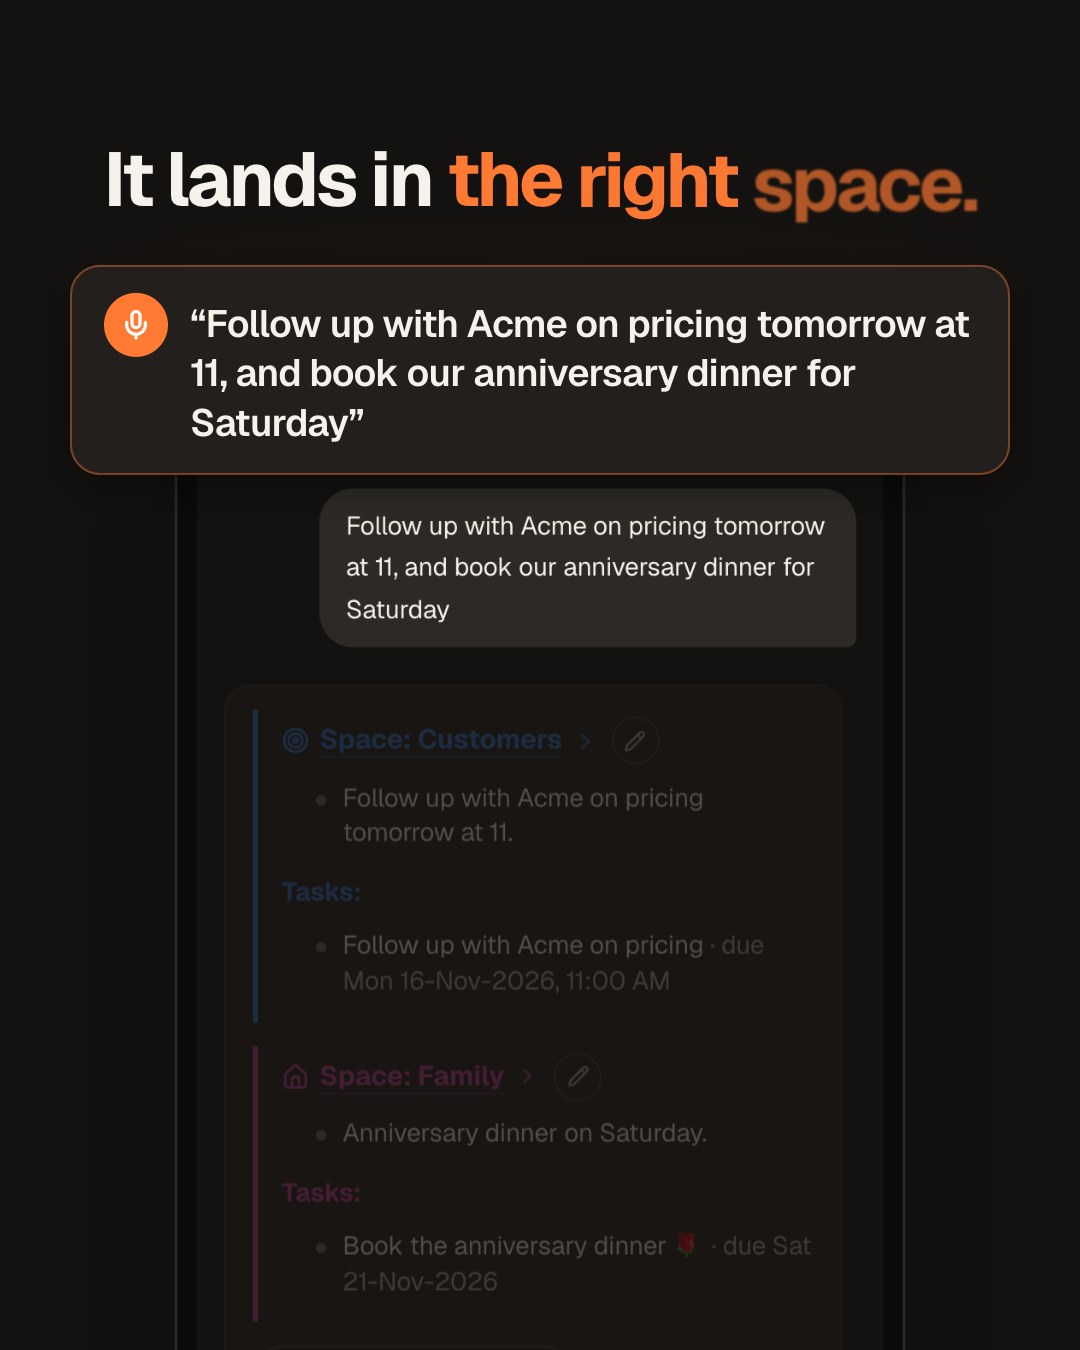 It lands in the right space.
“Follow up with Acme on pricing tomorrow at
11, and book our anniversary dinner for
Saturday”
Follow up with Acme on pricing tomorrow
at 11, and book our anniversary dinner for
Saturday
Space: Customers
Follow up with Acme on pricing
tomorrow at 11.
Tasks:
Follow up with Acme on pricing · due
Mon 16-Nov-2026, 11:00 AM
Space: Family
Anniversary dinner on Saturday.
Tasks:
Book the anniversary dinner 🌹 · due Sat
21-Nov-2026